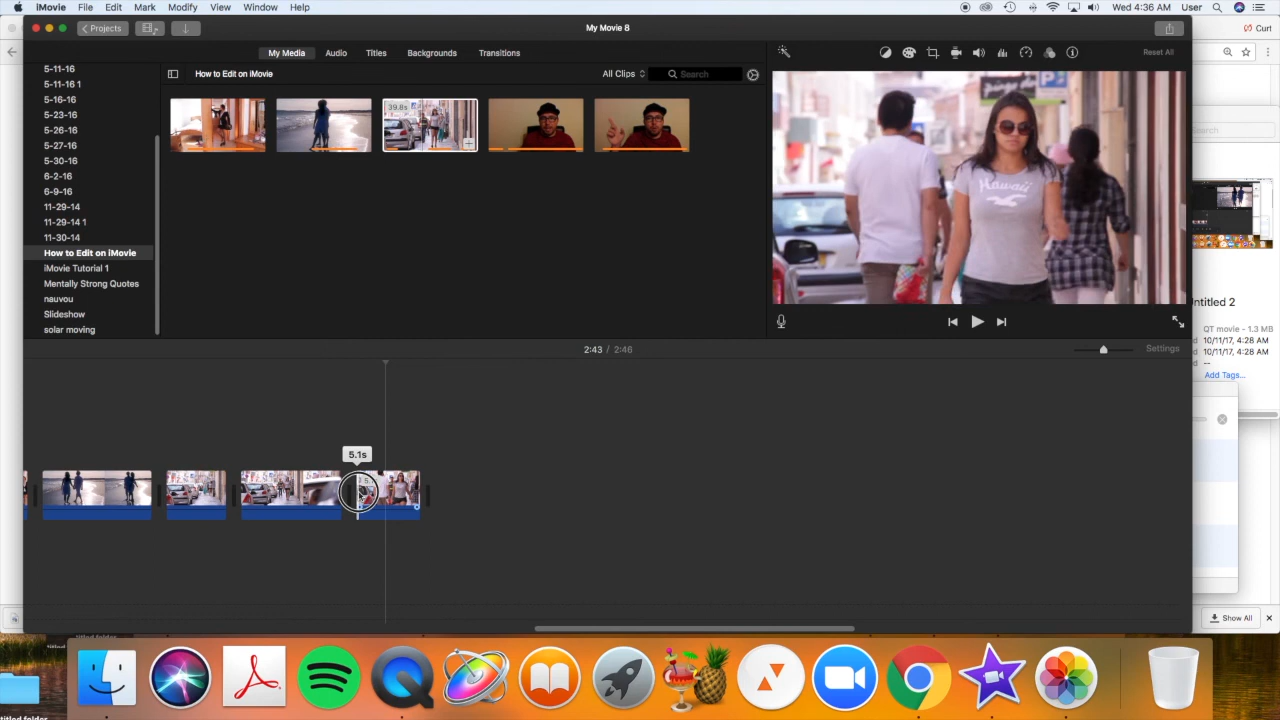 iMovie File Edit Mark Modify View Window Help
Wed 4:36 AM User
Projects
My Movie 8
Curt
My Media Audio Titles Backgrounds Transitions
Reset All
How to Edit on iMovie
All Clips
Search
5-11-16
5-11-16 1
5-16-16
5-23-16
5-26-16
5-27-16
5-30-16
6-2-16
6-9-16
11-29-14
11-29-14 1
11-30-14
How to Edit on iMovie
iMovie Tutorial 1
Mentally Strong Quotes
nauvou
Slideshow
solar moving
39.8s
Hawaii
P
earch
ntitled 2
QT movie - 1.3 MB
10/11/17, 4:28 AM
10/11/17, 4:28 AM
--
Add Tags...
2:43 / 2:46
Settings
5.1s
Show All
titled folder